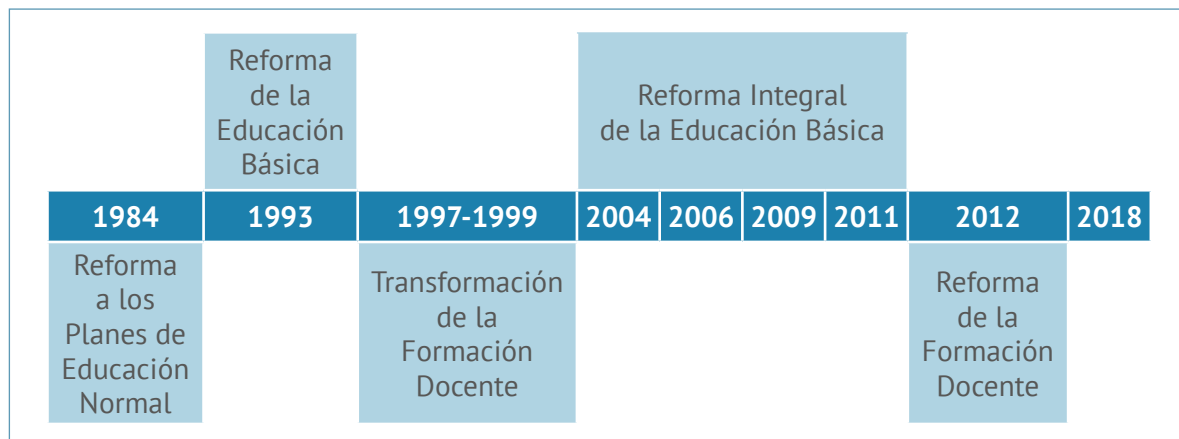 Reforma
de la
Educación
Básica
Reforma Integral
de la Educación Básica
1984 1993 1997-1999 2004 2006 2009 2011 2012 2018
Reforma
a los
Planes de
Educación
Normal
Transformación
de la
Formación
Docente
Reforma
de la
Formación
Docente